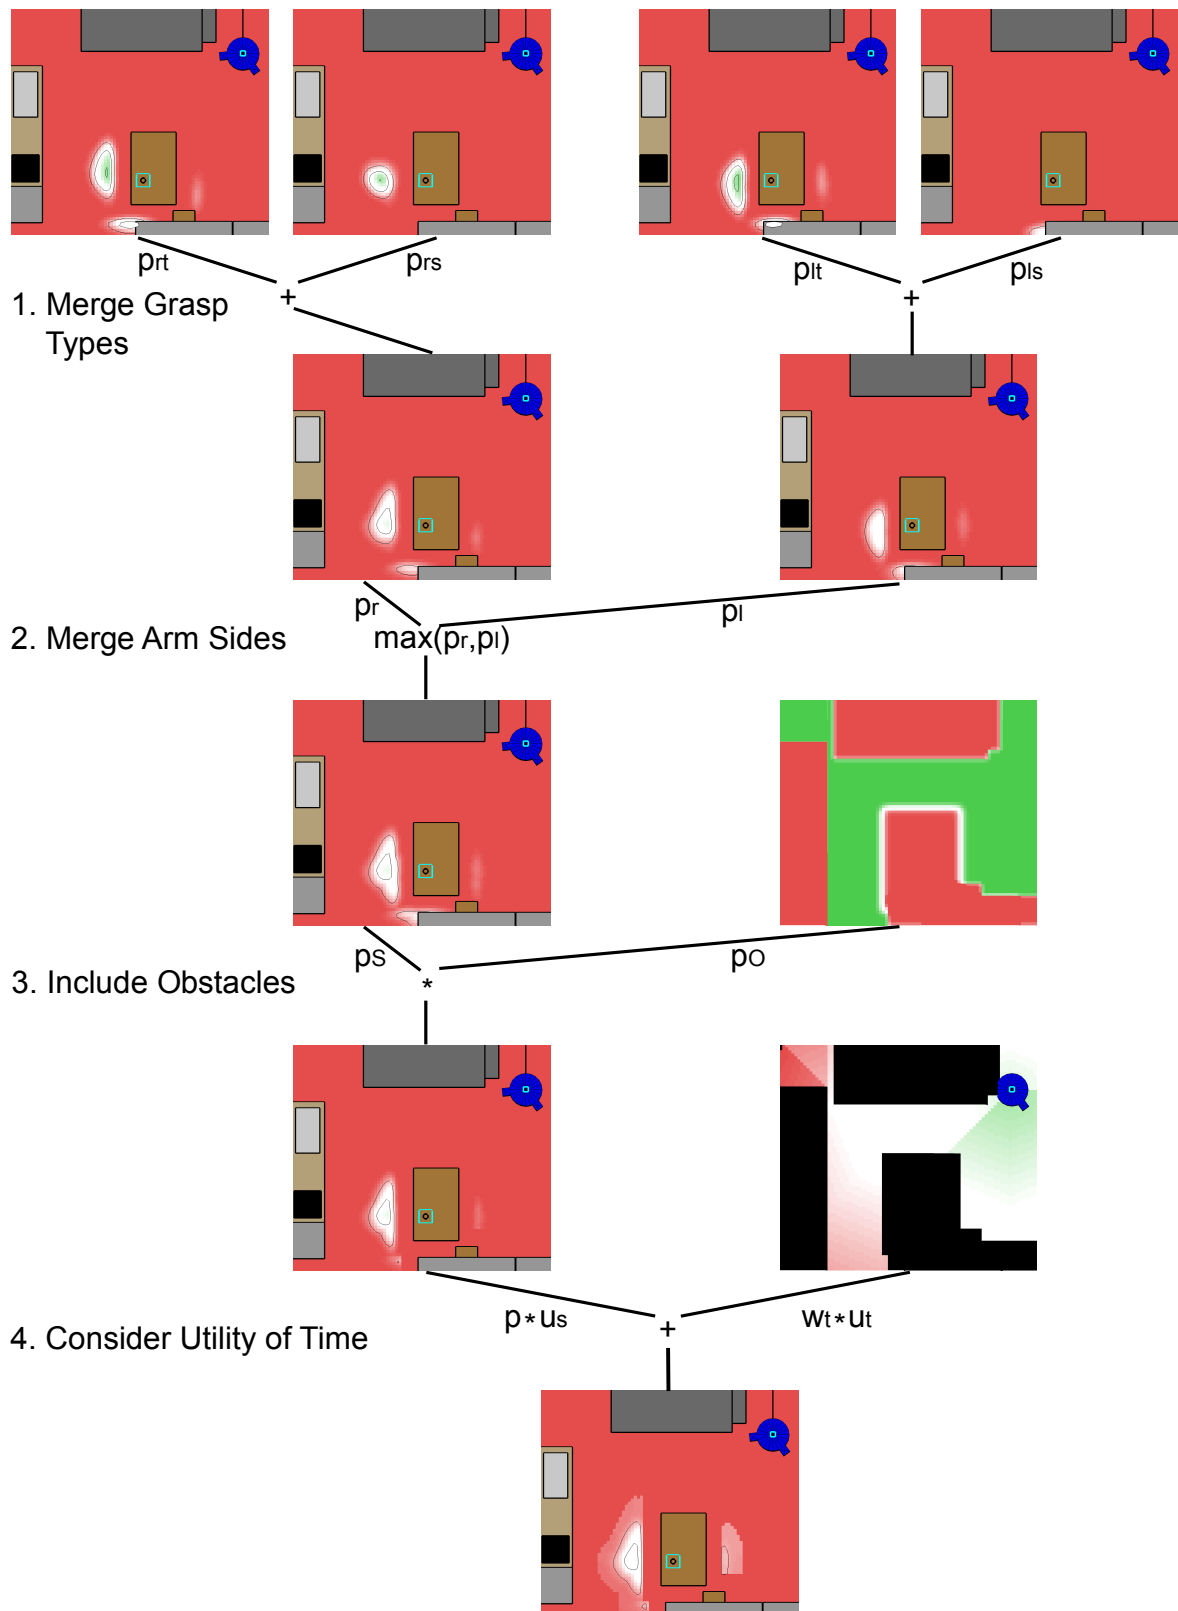 prt
prs
plt
pls
+
+
1. Merge Grasp
Types
pr
pl
2. Merge Arm Sides
max(pr,pl)
pS
pO
3. Include Obstacles
*
p*us
wt*ut
+
4. Consider Utility of Time